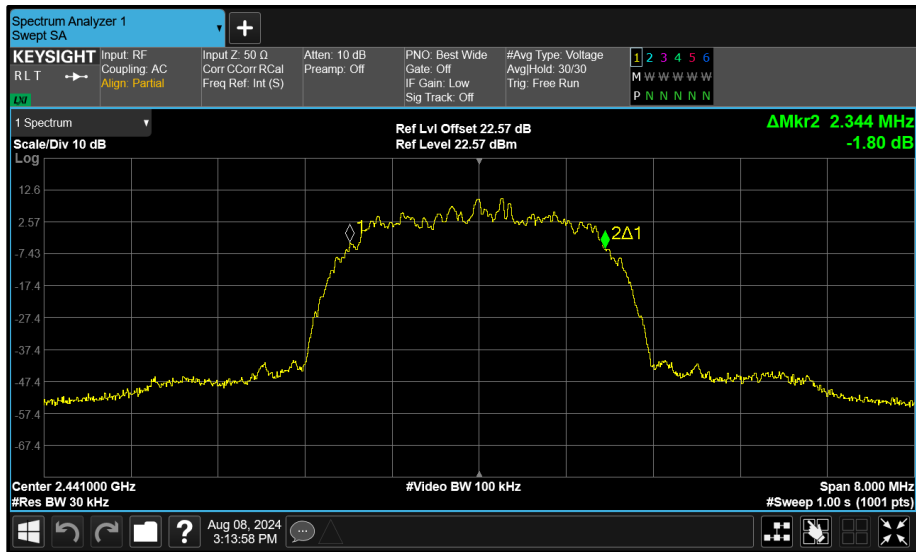 Spectrum Analyzer 1
Swept SA
▼
+
KEYSIGHT
RLT
LXI
Input: RF
Coupling: AC
Align: Partial
Input Z: 50 Ω
Corr CCorr RCal
Freq Ref: Int (S)
Atten: 10 dB
Preamp: Off
PNO: Best Wide
Gate: Off
IF Gain: Low
Sig Track: Off
#Avg Type: Voltage
Avg|Hold: 30/30
Trig: Free Run
1 2 3 4 5 6
M W W W W W
P N N N N N
1 Spectrum ▼
Scale/Div 10 dB
Log
Ref Lvl Offset 22.57 dB
Ref Level 22.57 dBm
ΔMkr2 2.344 MHz
-1.80 dB
12.6
2.57
-7.43
-17.4
-27.4
-37.4
-47.4
-57.4
-67.4
1
2Δ1
Center 2.441000 GHz
#Res BW 30 kHz
#Video BW 100 kHz
Span 8.000 MHz
#Sweep 1.00 s (1001 pts)
?
Aug 08, 2024
3:13:58 PM